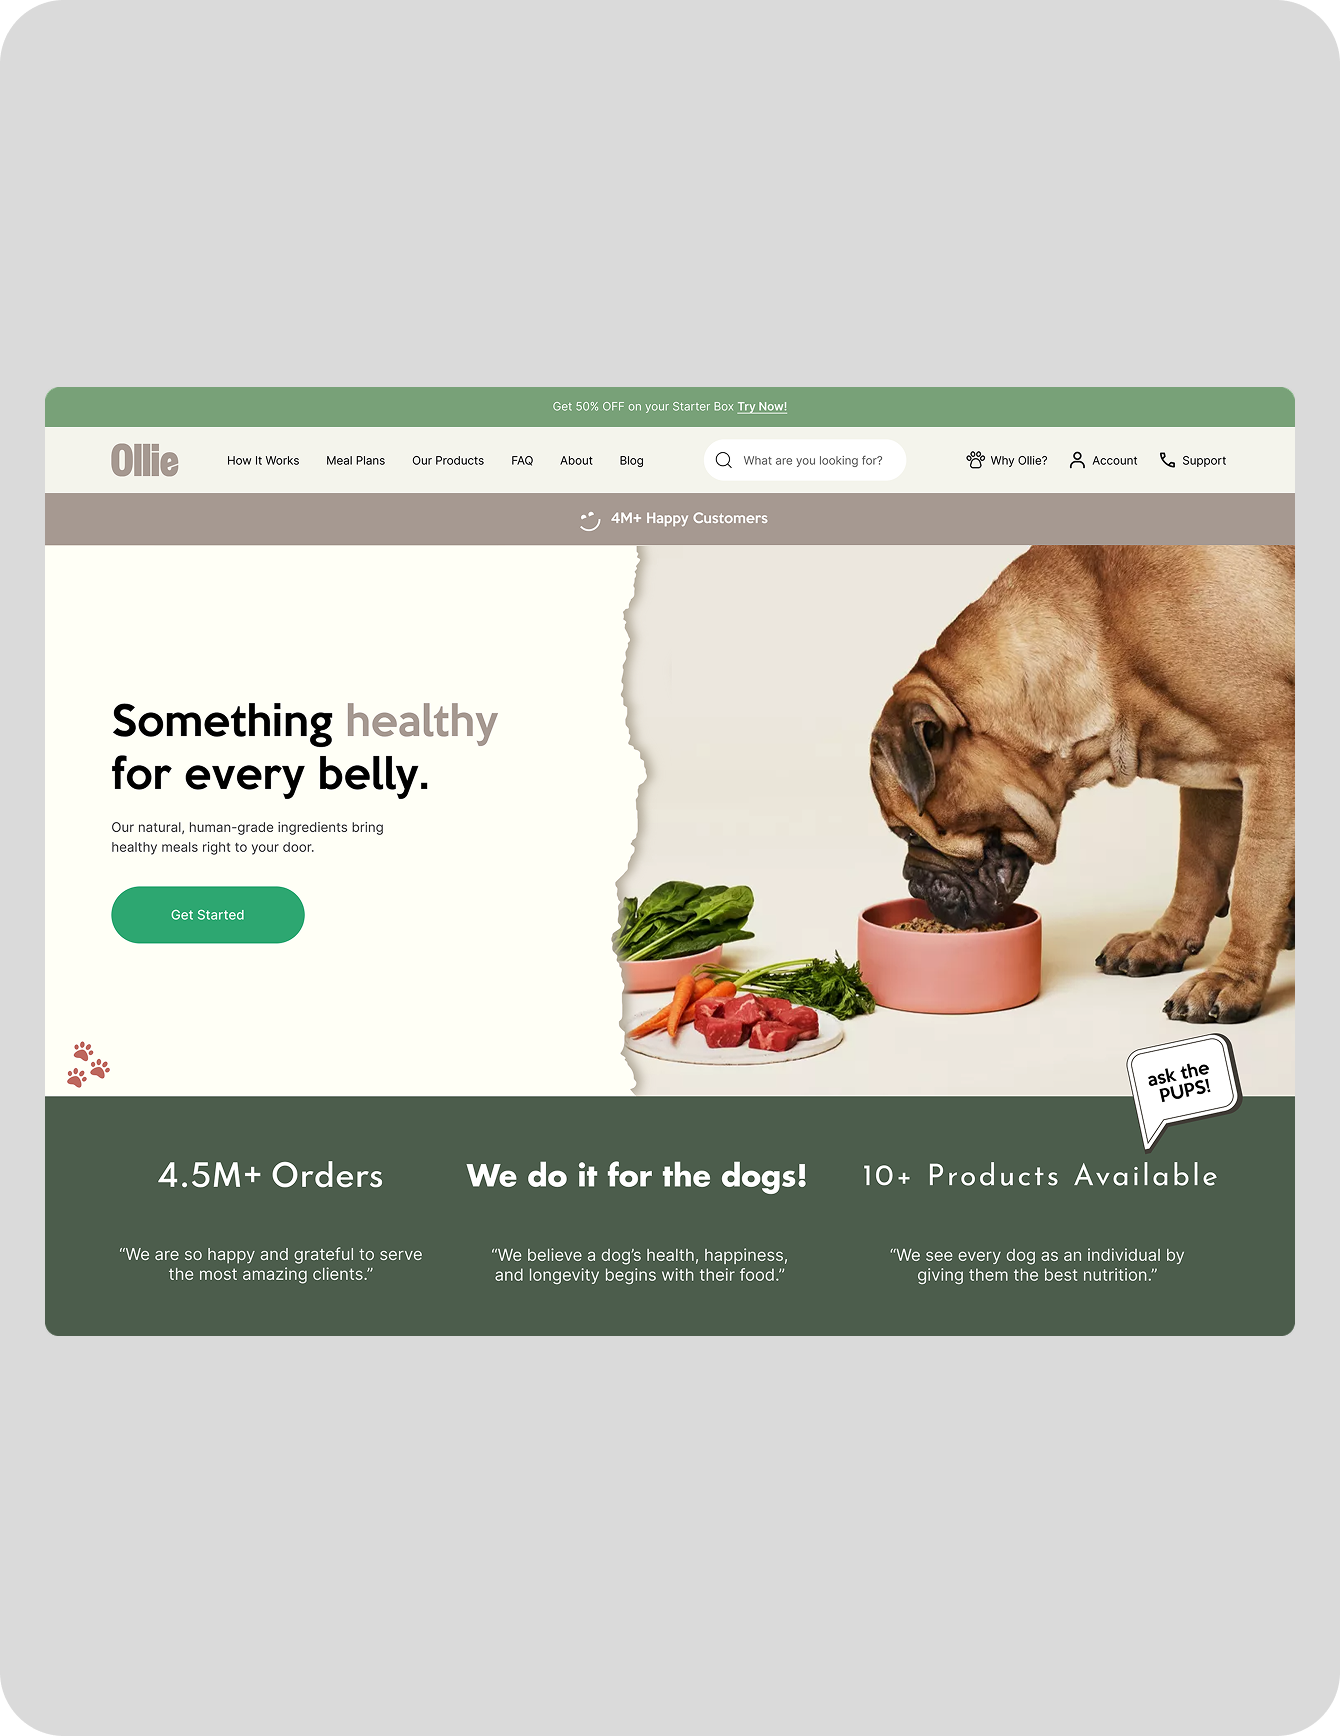 Get 50% OFF on your Starter Box Try Now!
Ollie
How It Works
Meal Plans
Our Products
FAQ
About
Blog
What are you looking for?
Why Ollie?
Account
Support
4M+ Happy Customers
Something healthy
for every belly.
Our natural, human-grade ingredients bring
healthy meals right to your door.
Get Started
ask the
PUPS!
4.5M+ Orders
“We are so happy and grateful to serve
the most amazing clients.”
We do it for the dogs!
“We believe a dog’s health, happiness,
and longevity begins with their food.”
10+ Products Available
“We see every dog as an individual by
giving them the best nutrition.”